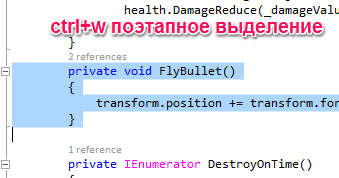 health.DamageReduce(_damageValu
ctrl+w поэтапное выделение
}
2 references
private void FlyBullet()
{
transform.position += transform.for
}
1 reference
private IEnumerator DestroyOnTime()
{